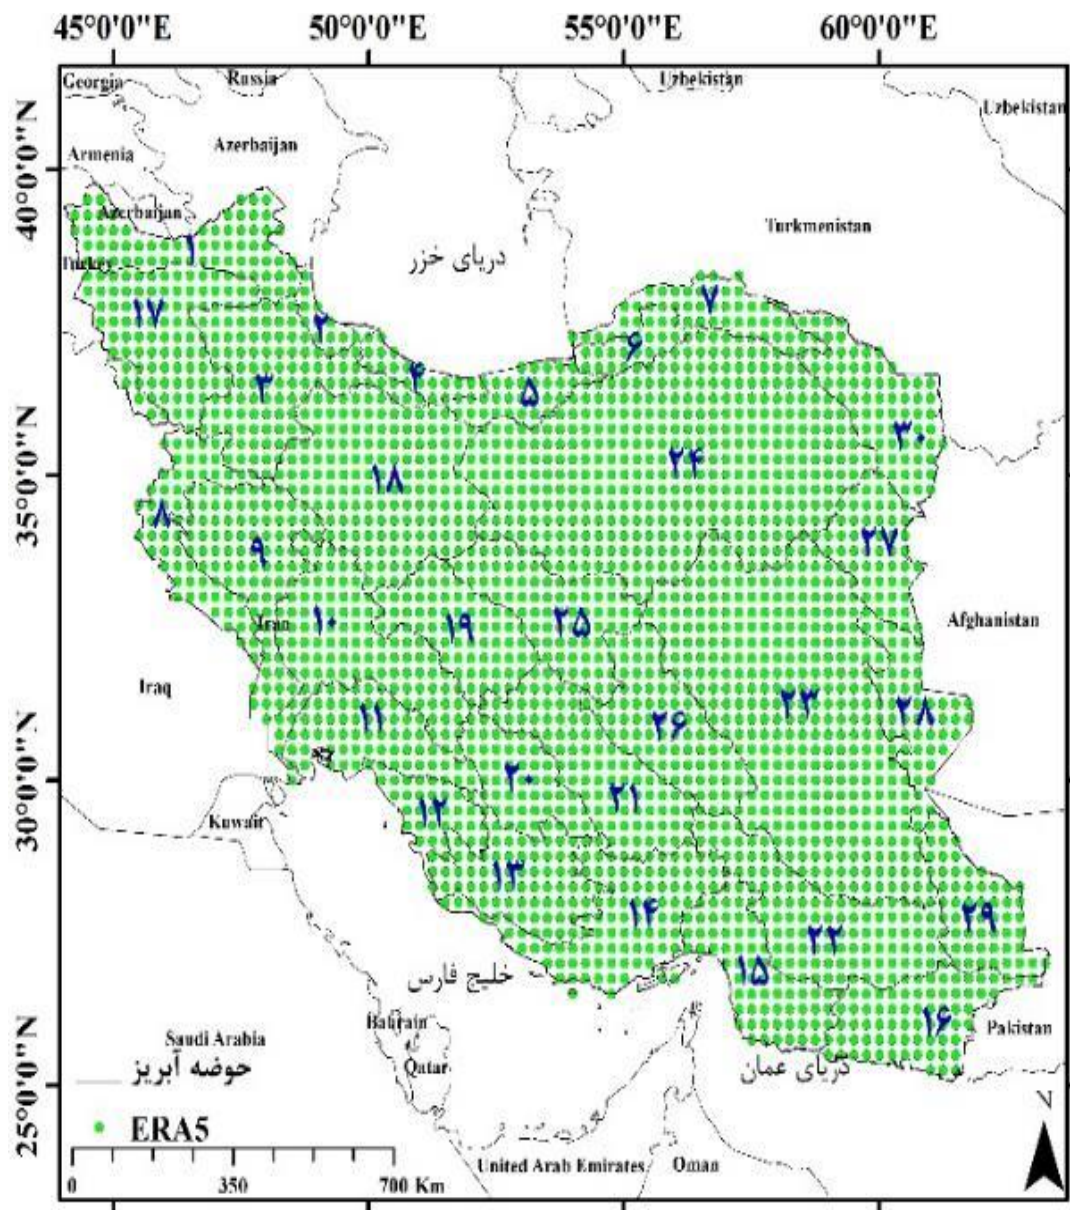 45°0'0"E 50°0'0"E 55°0'0"E 60°0'0"E
Georgia Russia Uzbekistan
Uzbekistan
Armenia Azerbaijan
40°0'0"N
Azerbaijan
Turkmenistan
دریای خزر
Turkey
۱
۷
۱۷
۲
۶
۳
۴
۵
۳۰
۱۸
۲۴
35°0'0"N
۸
۹
۲۷
Iran
۱۰
۱۹
۲۵
Afghanistan
Iraq
۱۱
۲۶
۲۳
۲۸
30°0'0"N
۲۰
۲۱
۱۲
Kuwait
۱۳
۱۴
۲۲
۲۹
خلیج فارس
۱۵
۱۶
Bahrain
Pakistan
Saudi Arabia
Qatar
دریای عمان
حوضه آبریز
25°0'0"N
N
ERA5
United Arab Emirates
Oman
0 350 700 Km